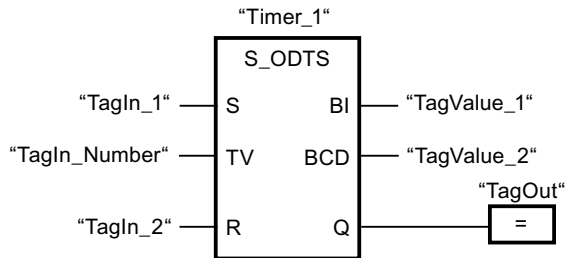 "Timer_1“
S_ODTS
"TagIn_1“ S BI “TagValue_1“
“TagIn_Number“ TV BCD “TagValue_2“
“TagOut“
“TagIn_2“ R Q =